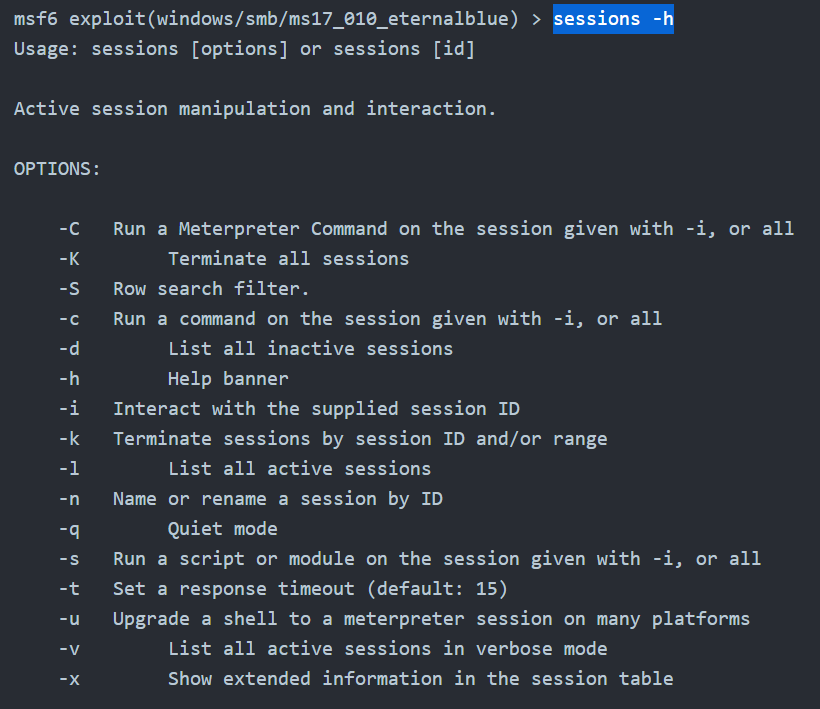 msf6 exploit(windows/smb/ms17_010_eternalblue) > sessions -h
Usage: sessions [options] or sessions [id]

Active session manipulation and interaction.

OPTIONS:

    -C   Run a Meterpreter Command on the session given with -i, or all
    -K        Terminate all sessions
    -S   Row search filter.
    -c   Run a command on the session given with -i, or all
    -d        List all inactive sessions
    -h        Help banner
    -i   Interact with the supplied session ID
    -k   Terminate sessions by session ID and/or range
    -l        List all active sessions
    -n   Name or rename a session by ID
    -q        Quiet mode
    -s   Run a script or module on the session given with -i, or all
    -t   Set a response timeout (default: 15)
    -u   Upgrade a shell to a meterpreter session on many platforms
    -v        List all active sessions in verbose mode
    -x        Show extended information in the session table